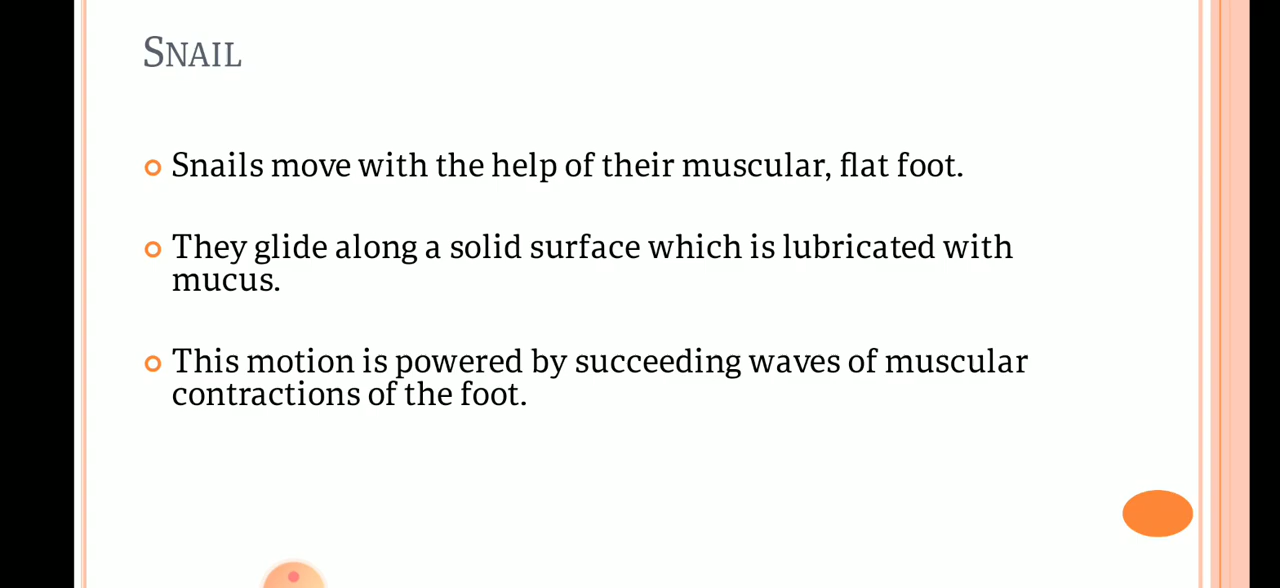 SNAIL
Snails move with the help of their muscular, flat foot.
They glide along a solid surface which is lubricated with
mucus.
This motion is powered by succeeding waves of muscular
contractions of the foot.